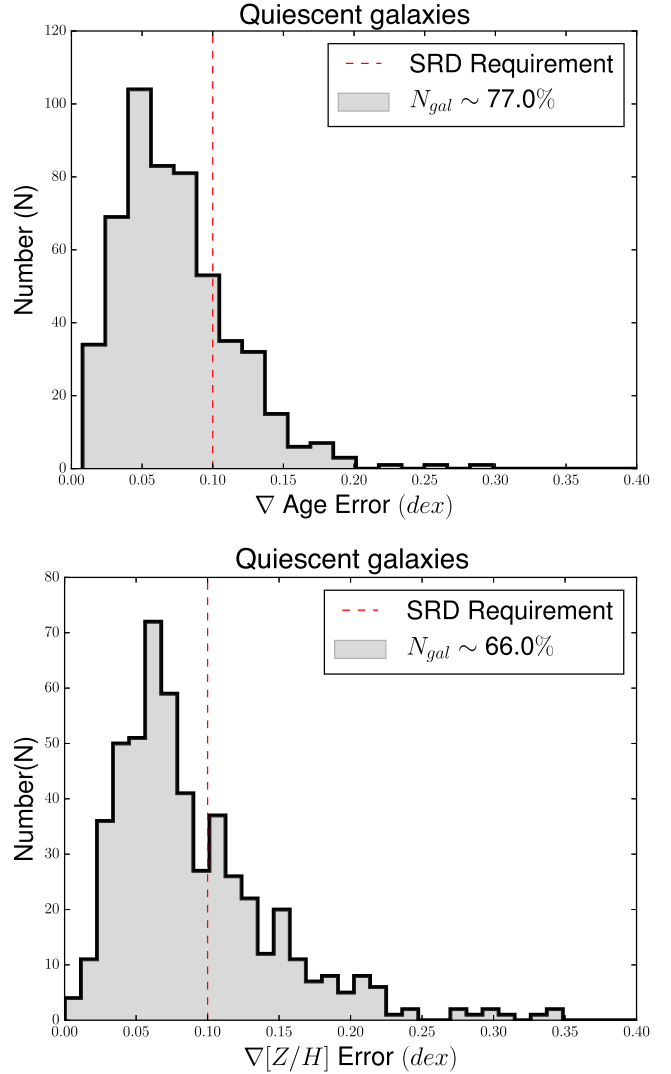 Quiescent galaxies
120
100
80
60
40
20
0
Number (N)
SRD Requirement
N_gal ∼ 77.0%
0.00 0.05 0.10 0.15 0.20 0.25 0.30 0.35 0.40
∇ Age Error (dex)
Quiescent galaxies
80
70
60
50
40
30
20
10
0
Number(N)
SRD Requirement
N_gal ∼ 66.0%
0.00 0.05 0.10 0.15 0.20 0.25 0.30 0.35 0.40
∇[Z/H] Error (dex)